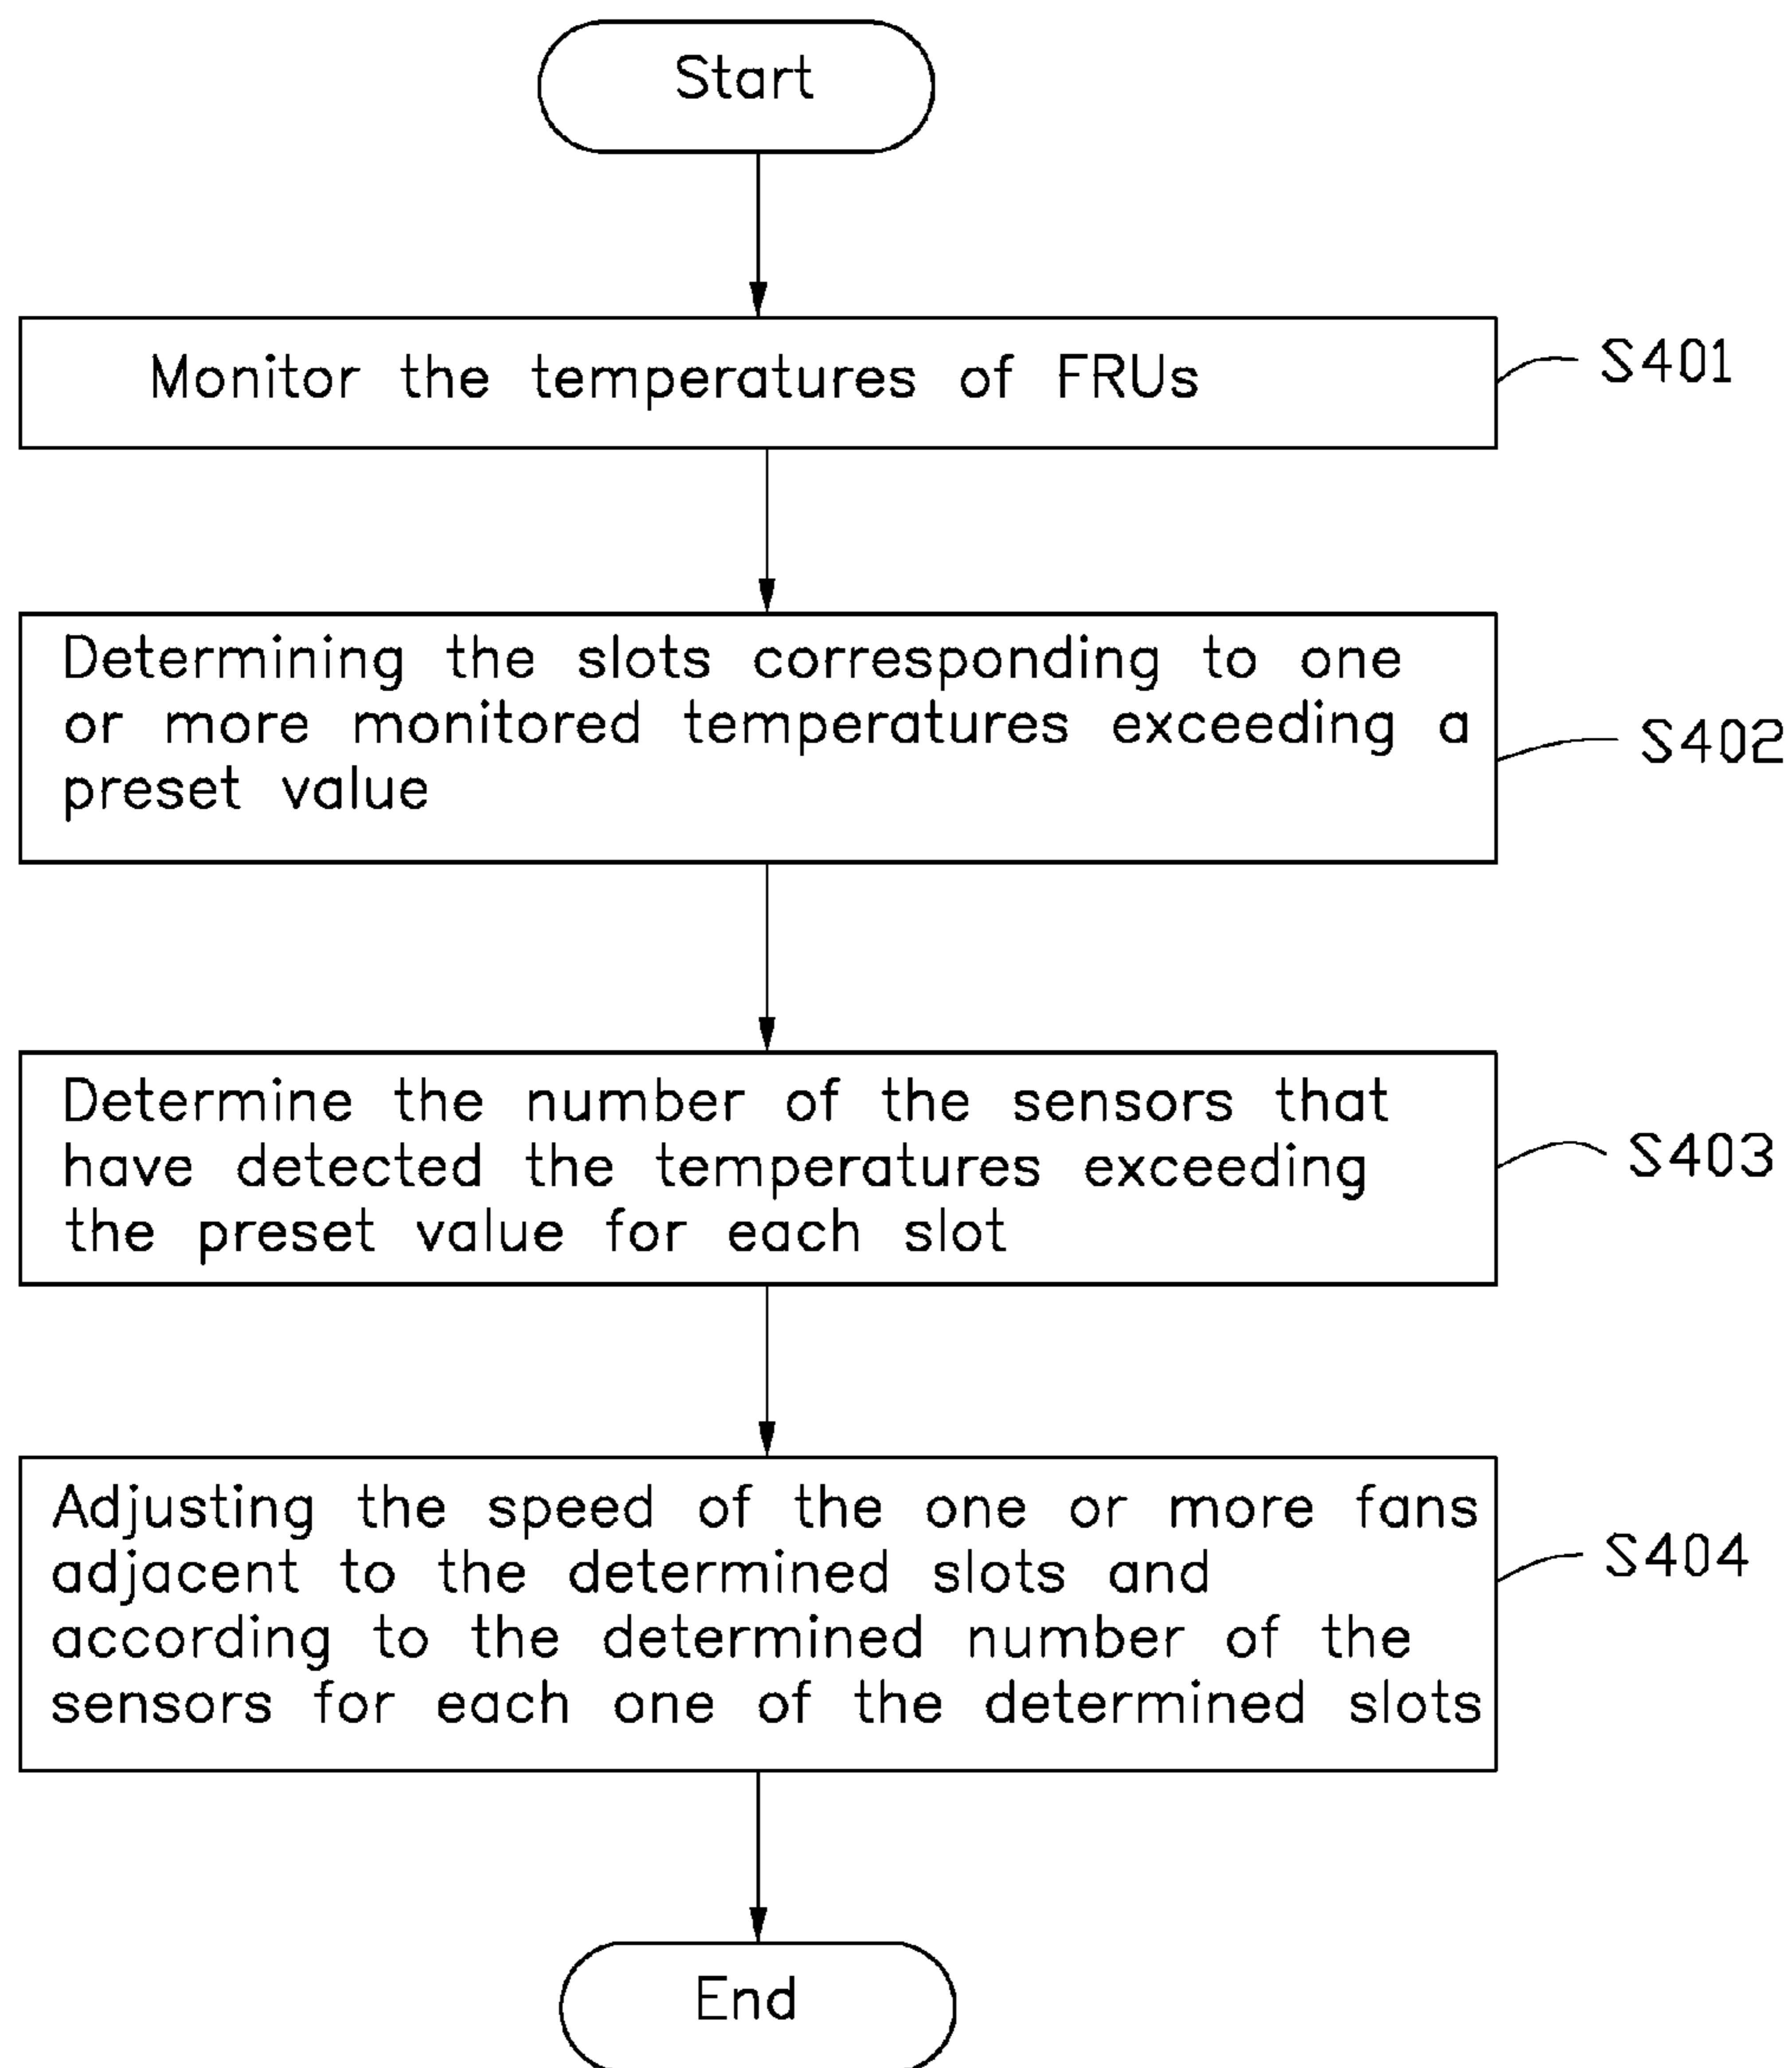 Start
Monitor the temperatures of FRUs
S401
Determining the slots corresponding to one
or more monitored temperatures exceeding a
preset value
S402
Determine the number of the sensors that
have detected the temperatures exceeding
the preset value for each slot
S403
Adjusting the speed of the one or more fans
adjacent to the determined slots and
according to the determined number of the
sensors for each one of the determined slots
S404
End